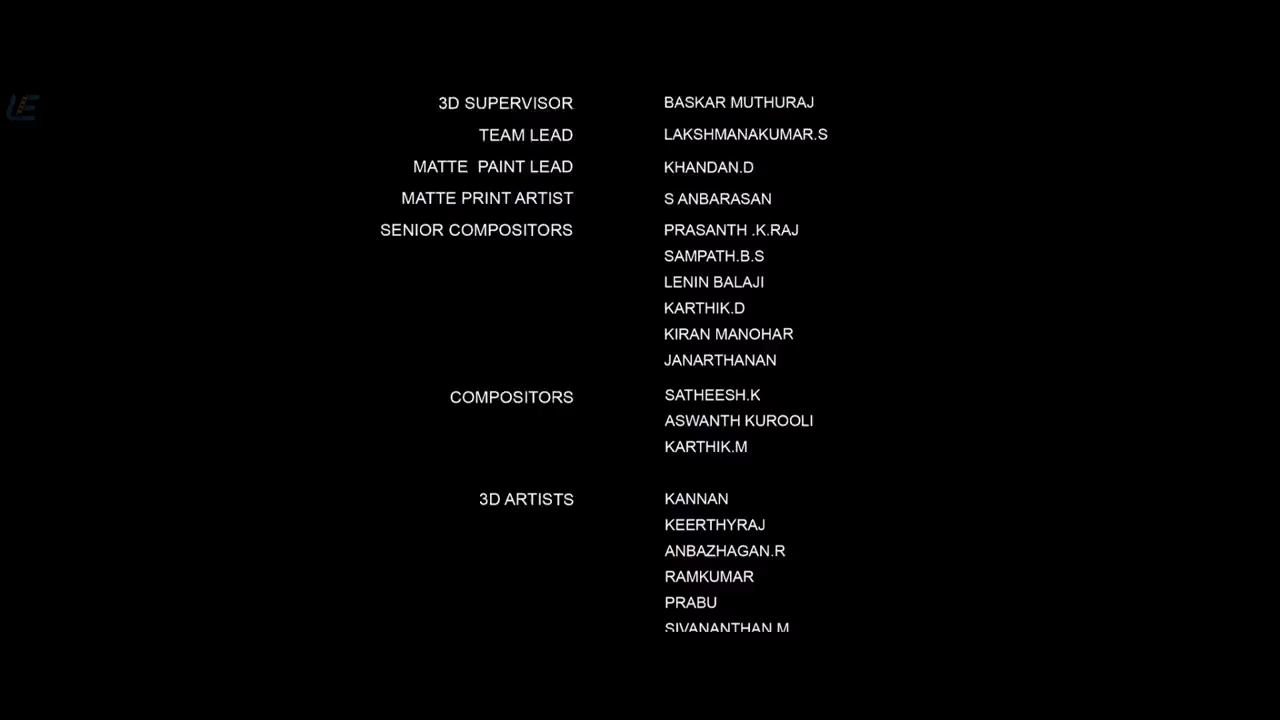 3D SUPERVISOR BASKAR MUTHURAJ
TEAM LEAD LAKSHMANAKUMAR.S
MATTE PAINT LEAD KHANDAN.D
MATTE PRINT ARTIST S ANBARASAN
SENIOR COMPOSITORS PRASANTH .K.RAJ
SAMPATH.B.S
LENIN BALAJI
KARTHIK.D
KIRAN MANOHAR
JANARTHANAN
COMPOSITORS SATHEESH.K
ASWANTH KUROOLI
KARTHIK.M
3D ARTISTS KANNAN
KEERTHYRAJ
ANBAZHAGAN.R
RAMKUMAR
PRABU
SIVANANTHAN.M